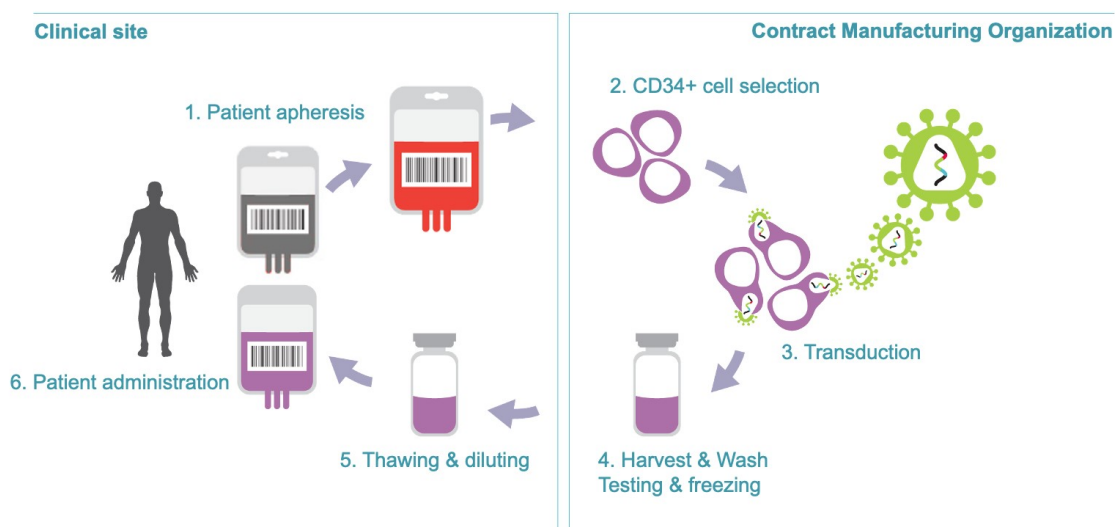 Clinical site
Contract Manufacturing Organization
1. Patient apheresis
2. CD34+ cell selection
3. Transduction
4. Harvest & Wash
Testing & freezing
5. Thawing & diluting
6. Patient administration